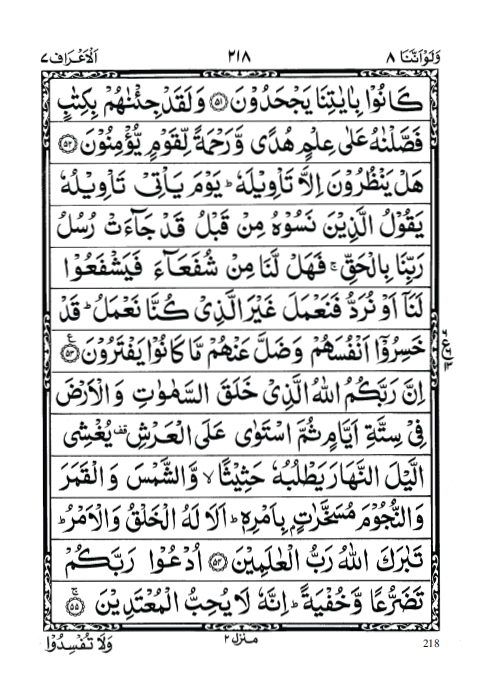 وَلَوْاَنَّنَا ٨
٢١٨
اَلْاَعْرَاف ٧
كَانُوْا بِاٰيٰتِنَا يَجْحَدُوْنَ ﴿٥١﴾ وَلَقَدْ جِئْنٰهُمْ بِكِتٰبٍ
فَصَّلْنٰهُ عَلٰى عِلْمٍ هُدًى وَّرَحْمَةً لِّقَوْمٍ يُّؤْمِنُوْنَ ﴿٥٢﴾
هَلْ يَنْظُرُوْنَ اِلَّا تَاْوِيْلَهٗ ؕ يَوْمَ يَاْتِيْ تَاْوِيْلُهٗ
يَقُوْلُ الَّذِيْنَ نَسُوْهُ مِنْ قَبْلُ قَدْ جَآءَتْ رُسُلُ
رَبِّنَا بِالْحَقِّ ۚ فَهَلْ لَّنَا مِنْ شُفَعَآءَ فَيَشْفَعُوْا
لَنَاۤ اَوْ نُرَدُّ فَنَعْمَلَ غَيْرَ الَّذِيْ كُنَّا نَعْمَلُ ؕ قَدْ
خَسِرُوْۤا اَنْفُسَهُمْ وَضَلَّ عَنْهُمْ مَّا كَانُوْا يَفْتَرُوْنَ ﴿٥٣﴾ ع
اِنَّ رَبَّكُمُ اللّٰهُ الَّذِيْ خَلَقَ السَّمٰوٰتِ وَالْاَرْضَ
فِيْ سِتَّةِ اَيَّامٍ ثُمَّ اسْتَوٰى عَلَى الْعَرْشِ قف يُغْشِى
الَّيْلَ النَّهَارَ يَطْلُبُهٗ حَثِيْثًا ۙ وَّالشَّمْسَ وَالْقَمَرَ
وَالنُّجُوْمَ مُسَخَّرٰتٍۭ بِاَمْرِهٖ ؕ اَلَا لَهُ الْخَلْقُ وَالْاَمْرُ ؕ
تَبٰرَكَ اللّٰهُ رَبُّ الْعٰلَمِيْنَ ﴿٥٤﴾ اُدْعُوْا رَبَّكُمْ
تَضَرُّعًا وَّخُفْيَةً ؕ اِنَّهٗ لَا يُحِبُّ الْمُعْتَدِيْنَ ﴿٥٥﴾ ۚ
منزل ٢
وَلَا تُفْسِدُوْا
218